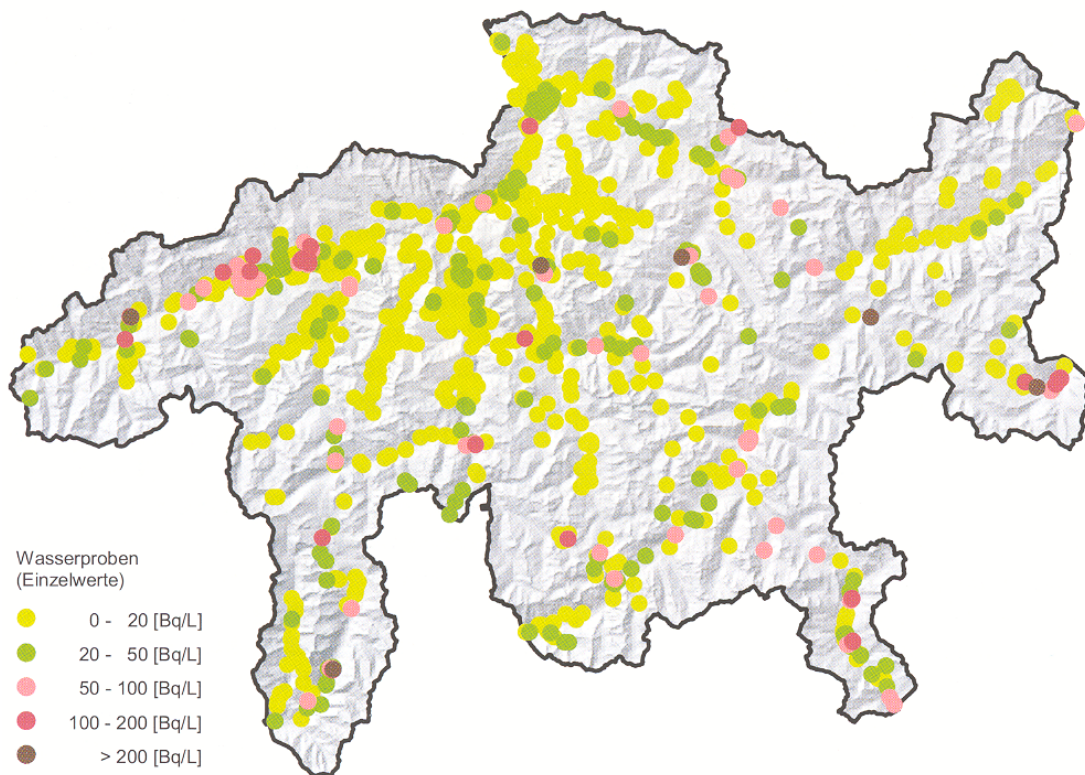 Wasserproben
(Einzelwerte)
0 - 20 [Bq/L]
20 - 50 [Bq/L]
50 - 100 [Bq/L]
100 - 200 [Bq/L]
> 200 [Bq/L]